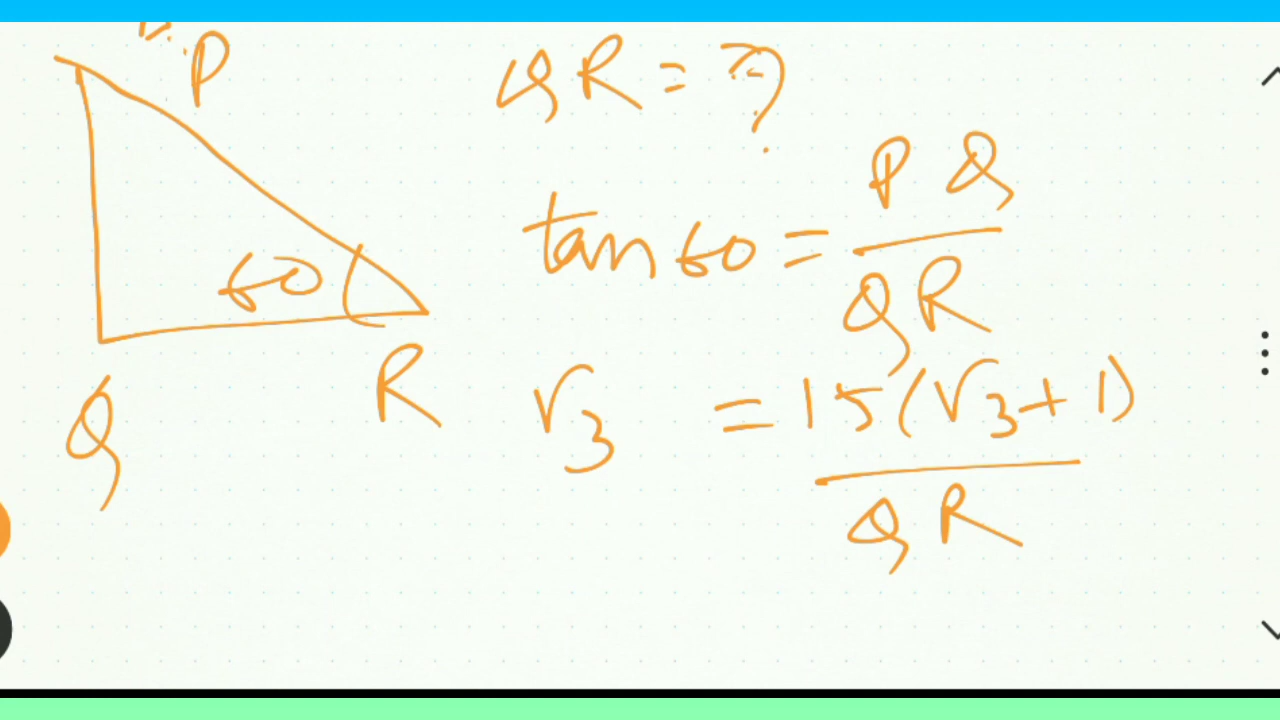 P
QR = ?
tan 60 = PQ / QR
60
Q
R
√3 = 15(√3+1) / QR